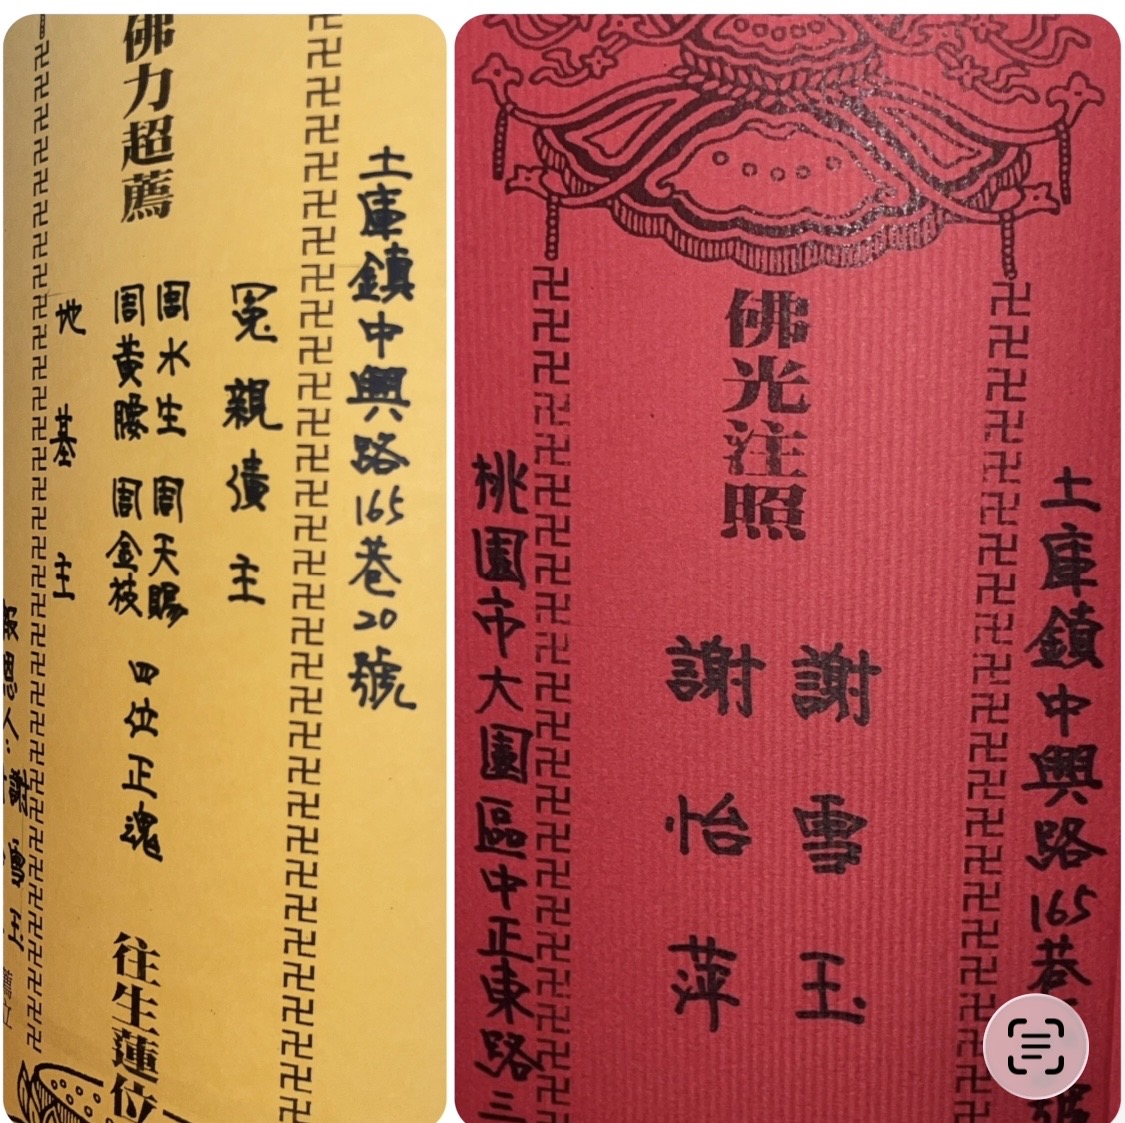 土庫鎮中興路165巷20號
冤親債主
佛力超薦
周水生 周天賜
周黃腰 周金枝
四位正魂
往生蓮位
地基主
土庫鎮中興路165巷
佛光注照
謝雪玉
謝怡萍
桃園市大園區中正東路三